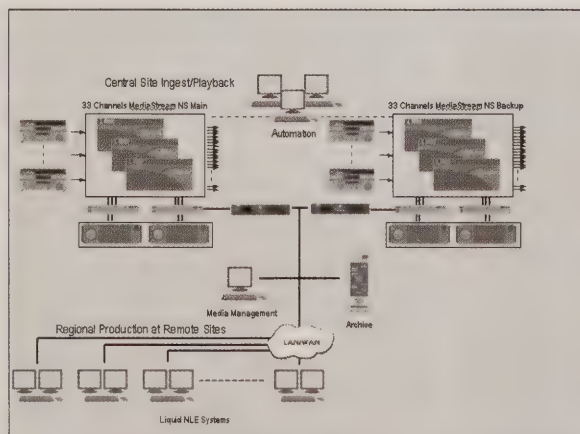 Central Site Ingest/Playback
33 Channels MediaStream NS Main
33 Channels MediaStream NS Backup
Automation
Media Management
Archive
Regional Production at Remote Sites
LAN/WAN
Liquid NLE Systems